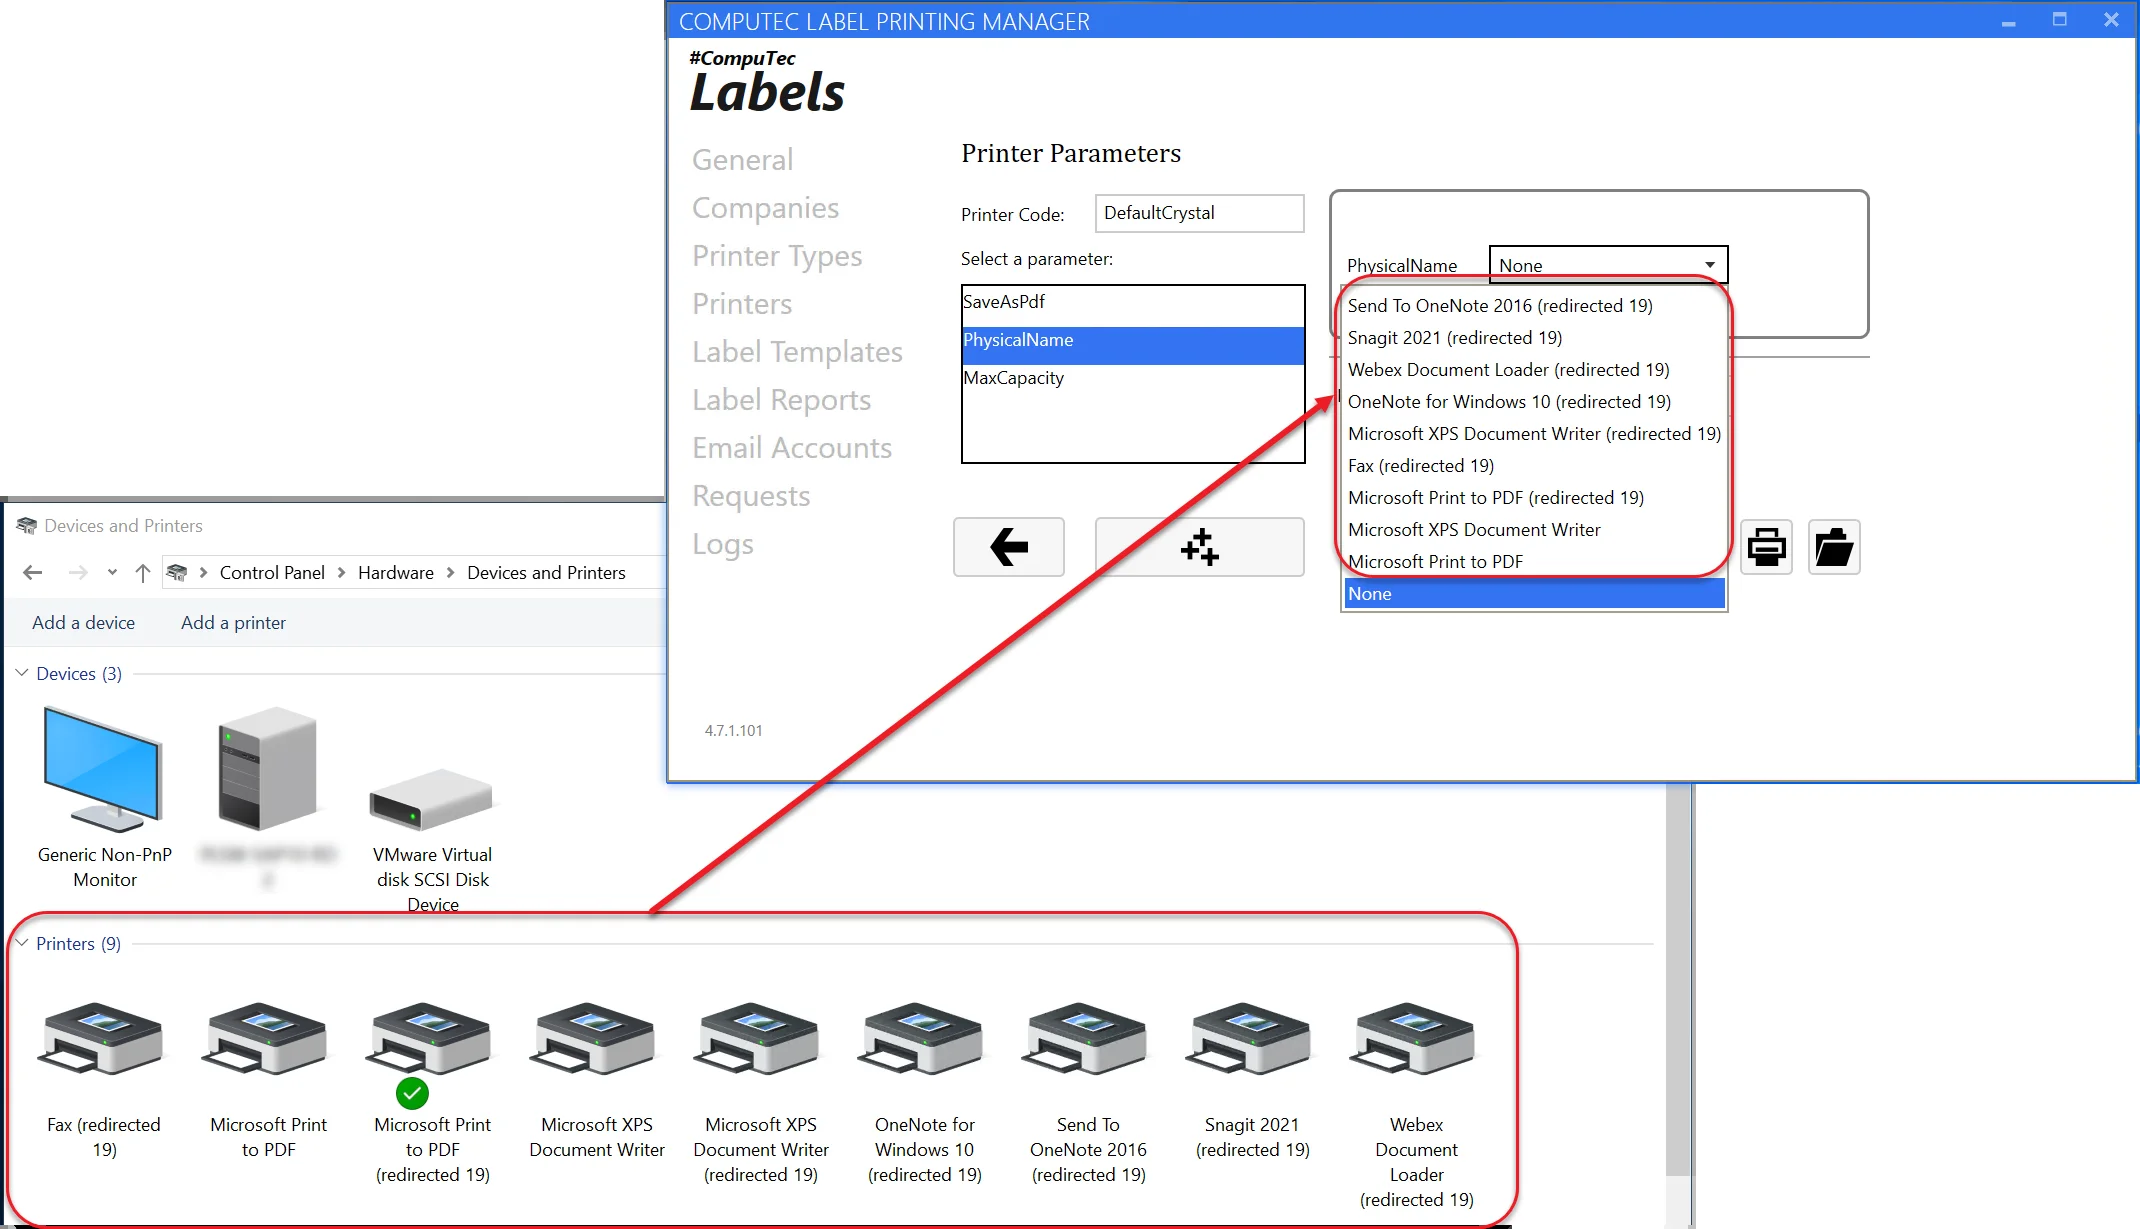 COMPUTEC LABEL PRINTING MANAGER
#CompuTec
Labels
General
Companies
Printer Types
Printers
Label Templates
Label Reports
Email Accounts
Requests
Logs
4.7.1.101
Printer Parameters
Printer Code:
DefaultCrystal
Select a parameter:
SaveAsPdf
PhysicalName
MaxCapacity
PhysicalName
None
Send To OneNote 2016 (redirected 19)
Snagit 2021 (redirected 19)
Webex Document Loader (redirected 19)
OneNote for Windows 10 (redirected 19)
Microsoft XPS Document Writer (redirected 19)
Fax (redirected 19)
Microsoft Print to PDF (redirected 19)
Microsoft XPS Document Writer
Microsoft Print to PDF
None
Devices and Printers
Control Panel > Hardware > Devices and Printers
Add a device
Add a printer
Devices (3)
Generic Non-PnP
Monitor
VMware Virtual
disk SCSI Disk
Device
Printers (9)
Fax (redirected
19)
Microsoft Print
to PDF
Microsoft Print
to PDF
(redirected 19)
Microsoft XPS
Document Writer
Microsoft XPS
Document Writer
(redirected 19)
OneNote for
Windows 10
(redirected 19)
Send To
OneNote 2016
(redirected 19)
Snagit 2021
(redirected 19)
Webex
Document
Loader
(redirected 19)